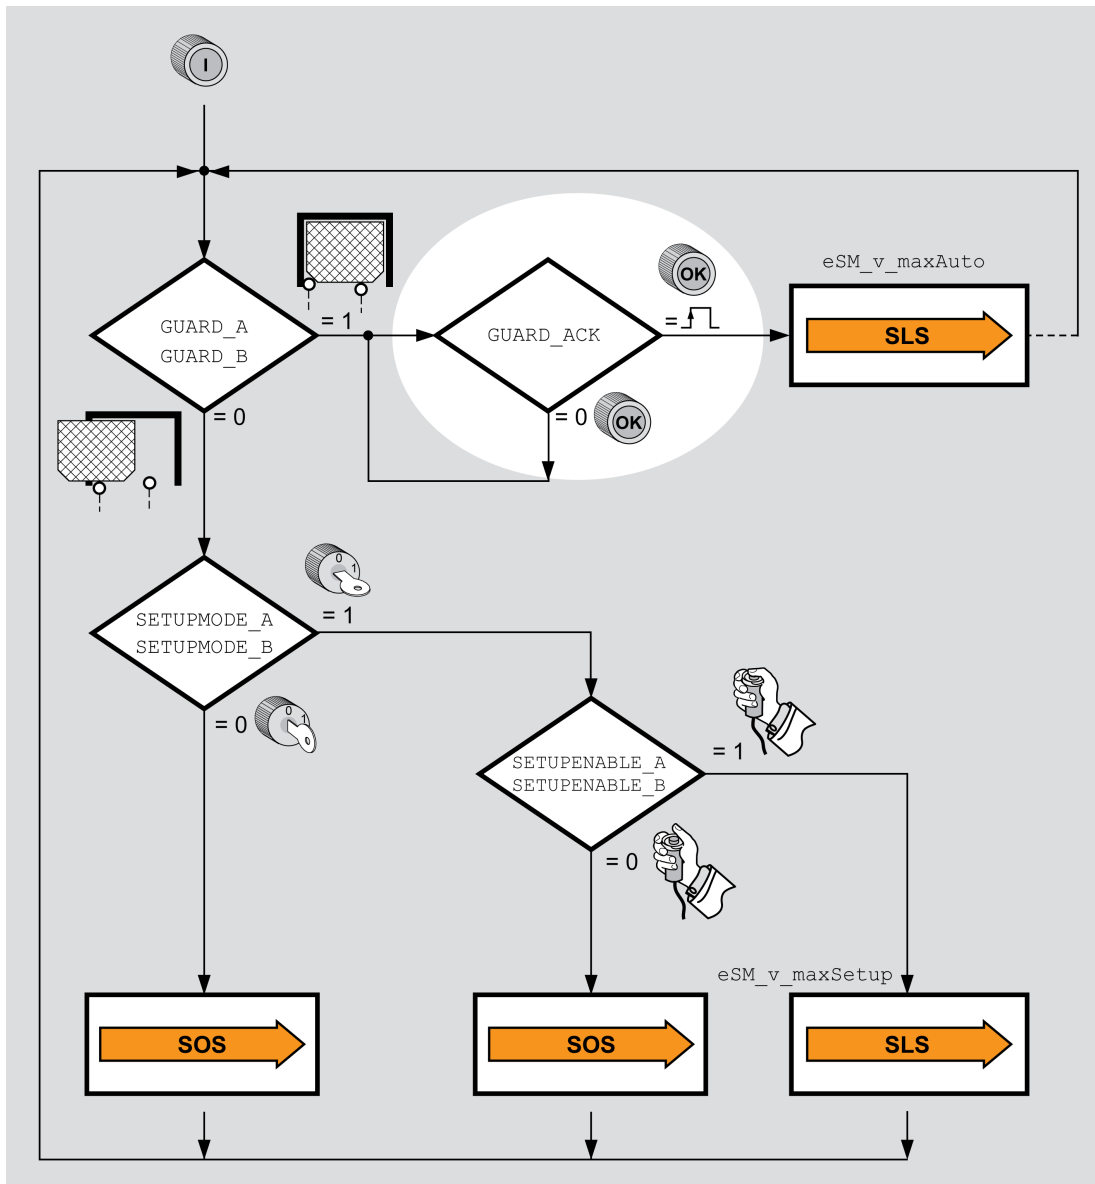 I
eSM_v_maxAuto
OK
GUARD_A
GUARD_B
= 1
GUARD_ACK
=
SLS
= 0
= 0
OK
0
1
SETUPMODE_A
SETUPMODE_B
= 1
= 0
0
1
SETUPENABLE_A
SETUPENABLE_B
= 1
= 0
eSM_v_maxSetup
SOS
SOS
SLS